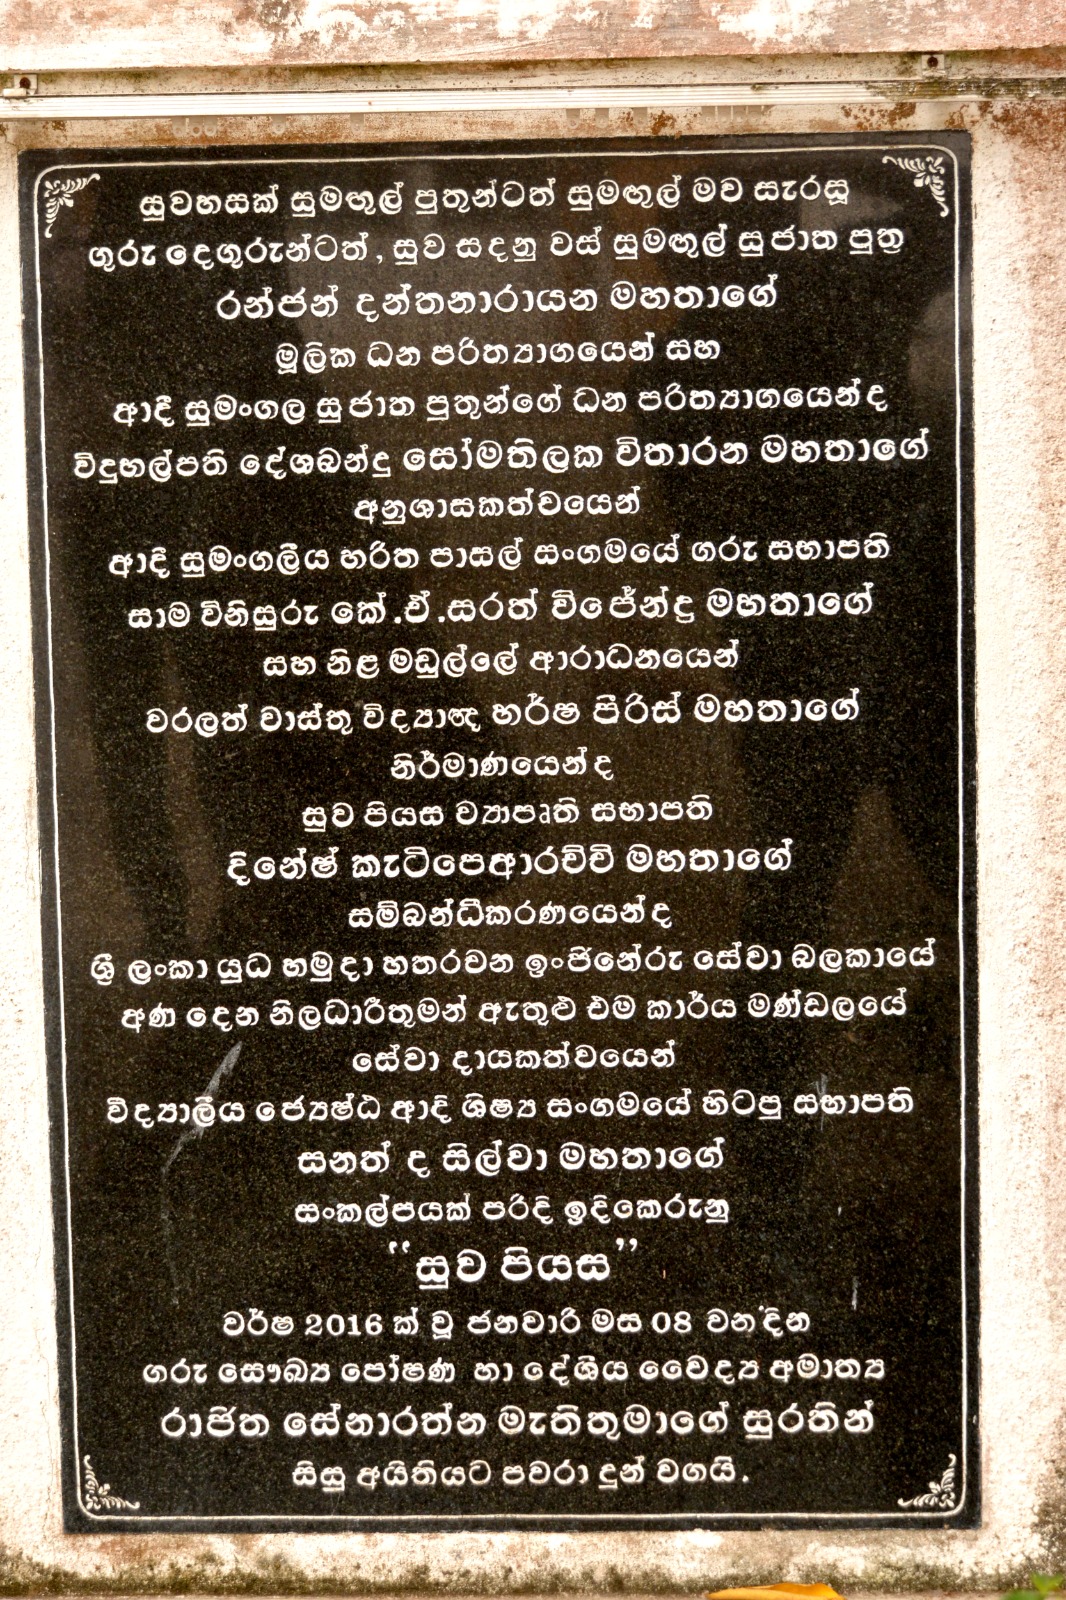 සුවහසක් සුමඟුල් පුතුන්ටත් සුමඟුල් මව සැරසූ
ගුරු දෙගුරුන්ටත්, සුව සදනු වස් සුමඟුල් සුජාත පුත්‍ර
රන්ජන් දන්තනාරායන මහතාගේ
මූලික ධන පරිත්‍යාගයෙන් සහ
ආදී සුමංගල සුජාත පුතුන්ගේ ධන පරිත්‍යාගයෙන්ද
විදුහල්පති දේශබන්දු සෝමතිලක විතාරන මහතාගේ
අනුශාසකත්වයෙන්
ආදී සුමංගලීය හරිත පාසල් සංගමයේ ගරු සභාපති
සාම විනිසුරු කේ.ඒ.සරත් විජේන්ද්‍ර මහතාගේ
සහ නිළ මඩුල්ලේ ආරාධනයෙන්
වරලත් වාස්තු විද්‍යාඥ හර්ෂ පීරිස් මහතාගේ
නිර්මාණයෙන්ද
සුව පියස ව්‍යාපෘති සභාපති
දිනේෂ් කැටිපෙආරච්චි මහතාගේ
සම්බන්ධීකරණයෙන්ද
ශ්‍රී ලංකා යුධ හමුදා හතරවන ඉංජිනේරු සේවා බලකායේ
අණ දෙන නිලධාරීතුමන් ඇතුළු එම කාර්ය මණ්ඩලයේ
සේවා දායකත්වයෙන්
විද්‍යාලීය ජ්‍යෙෂ්ඨ ආදි ශිෂ්‍ය සංගමයේ හිටපු සභාපති
සනත් ද සිල්වා මහතාගේ
සංකල්පයක් පරිදි ඉදිකෙරුනු
“සුව පියස”
වර්ෂ 2016 ක් වූ ජනවාරි මස 08 වන දින
ගරු සෞඛ්‍ය පෝෂණ හා දේශීය වෛද්‍ය අමාත්‍ය
රාජිත සේනාරත්න මැතිතුමාගේ සුරතින්
සිසු අයිතියට පවරා දුන් වගයි.